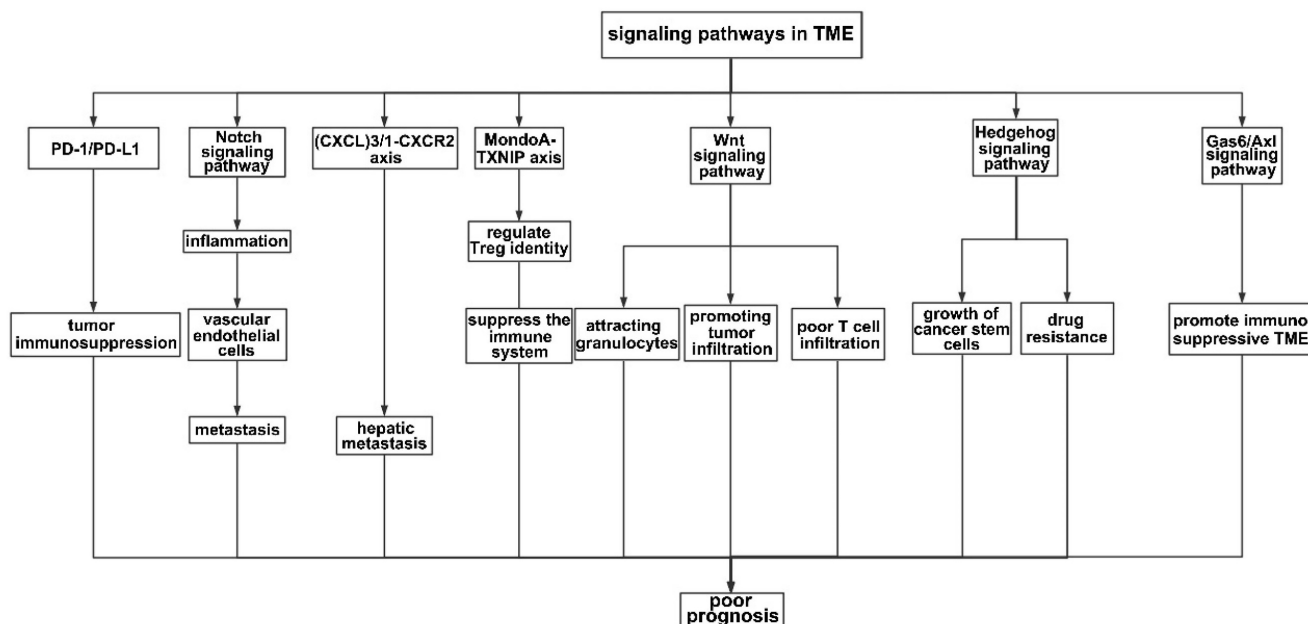 signaling pathways in TME
PD-1/PD-L1
Notch
signaling
pathway
(CXCL)3/1-CXCR2
axis
MondoA-
TXNIP axis
Wnt
signaling
pathway
Hedgehog
signaling
pathway
Gas6/Axl
signaling
pathway
inflammation
regulate
Treg identity
tumor
immunosuppression
vascular
endothelial
cells
suppress the
immune
system
attracting
granulocytes
promoting
tumor
infiltration
poor T cell
infiltration
growth of
cancer stem
cells
drug
resistance
promote immuno
suppressive TME
metastasis
hepatic
metastasis
poor
prognosis